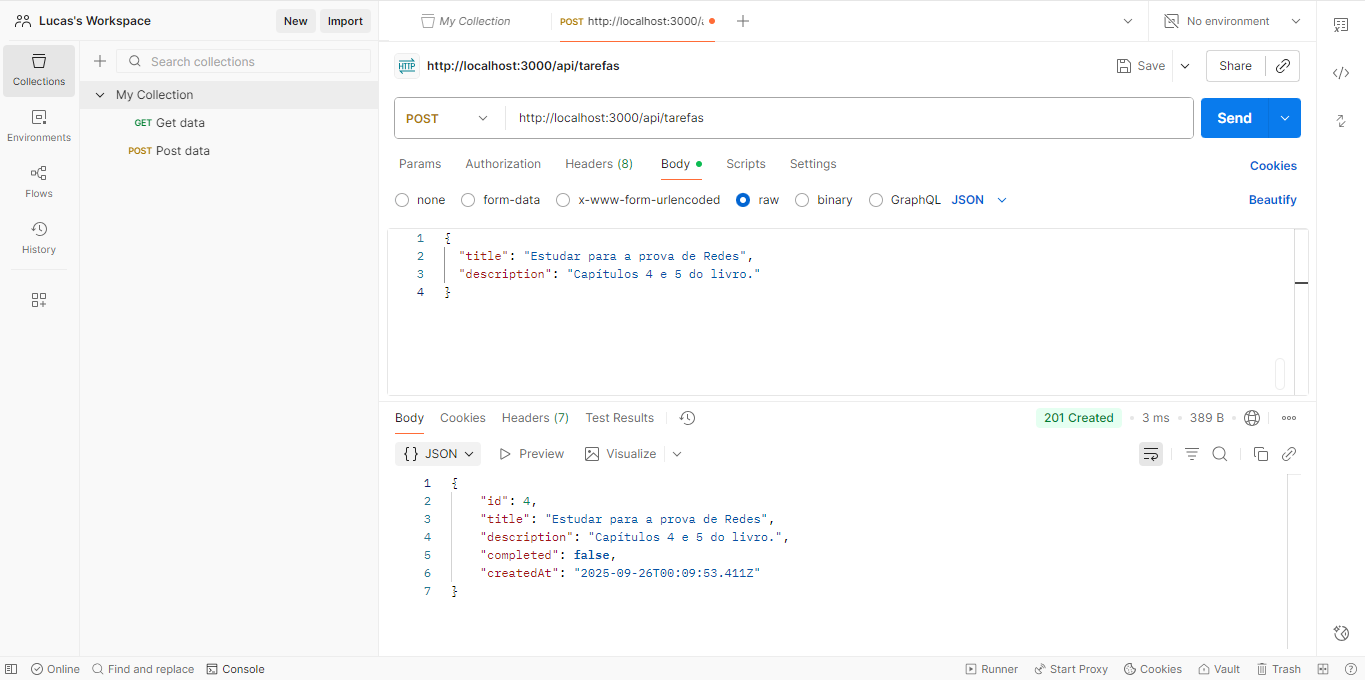 Lucas's Workspace
New
Import
My Collection
POST http://localhost:3000/a
No environment
Collections
Search collections
http://localhost:3000/api/tarefas
Save
Share
My Collection
GET Get data
POST Post data
POST
http://localhost:3000/api/tarefas
Send
Environments
Flows
History
Params
Authorization
Headers (8)
Body
Scripts
Settings
Cookies
none
form-data
x-www-form-urlencoded
raw
binary
GraphQL
JSON
Beautify
1 {
2 "title": "Estudar para a prova de Redes",
3 "description": "Capítulos 4 e 5 do livro."
4 }
Body
Cookies
Headers (7)
Test Results
201 Created
3 ms
389 B
{} JSON
Preview
Visualize
1 {
2 "id": 4,
3 "title": "Estudar para a prova de Redes",
4 "description": "Capítulos 4 e 5 do livro.",
5 "completed": false,
6 "createdAt": "2025-09-26T00:09:53.411Z"
7 }
Online
Find and replace
Console
Runner
Start Proxy
Cookies
Vault
Trash